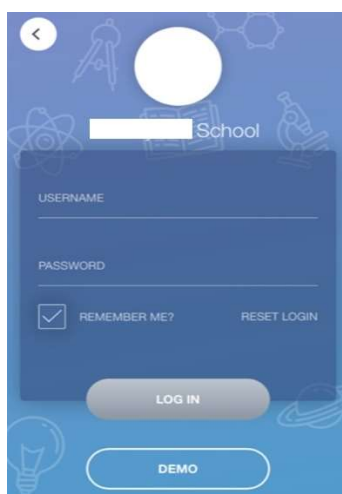 School
USERNAME
PASSWORD
REMEMBER ME? RESET LOGIN
LOG IN
DEMO